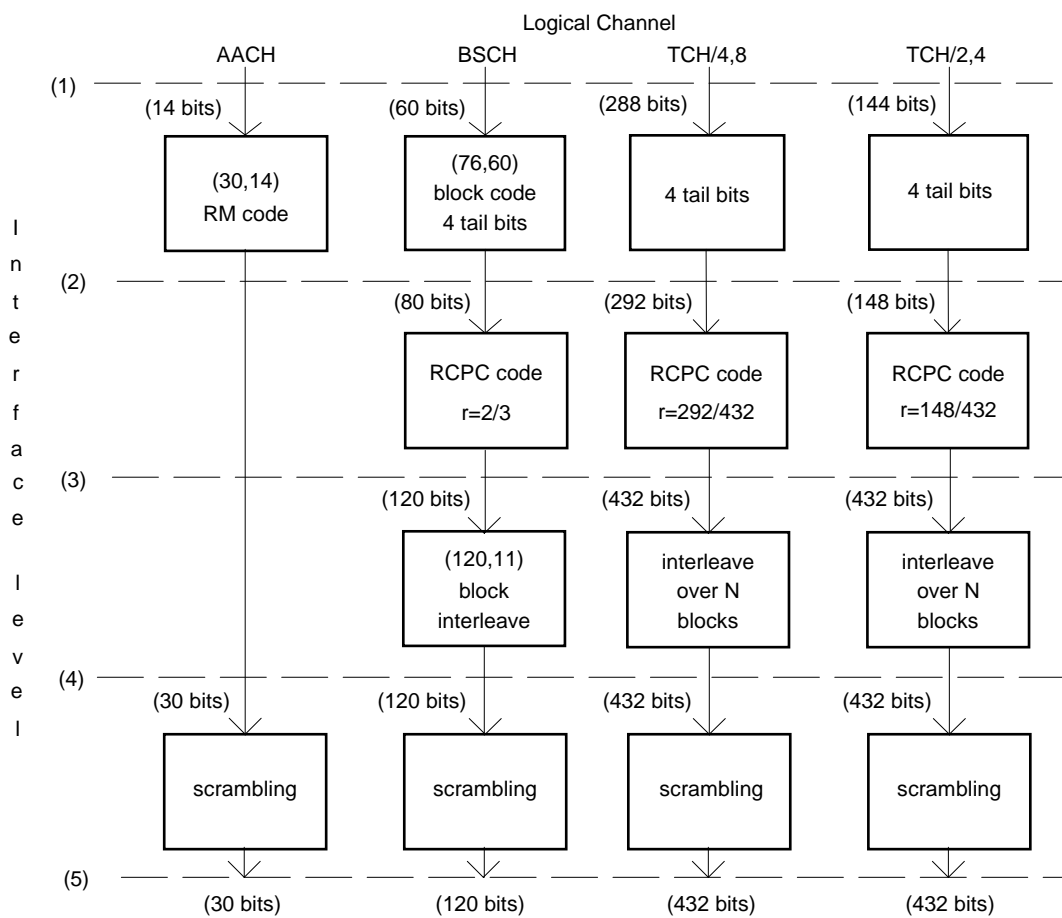 Logical Channel
AACH BSCH TCH/4,8 TCH/2,4
(1)
(14 bits) (60 bits) (288 bits) (144 bits)
(30,14)
RM code
(76,60)
block code
4 tail bits
4 tail bits
4 tail bits
Interface level
(2)
(80 bits) (292 bits) (148 bits)
RCPC code
r=2/3
RCPC code
r=292/432
RCPC code
r=148/432
(3)
(120 bits) (432 bits) (432 bits)
(120,11)
block
interleave
interleave
over N
blocks
interleave
over N
blocks
(4)
(30 bits) (120 bits) (432 bits) (432 bits)
scrambling scrambling scrambling scrambling
(5)
(30 bits) (120 bits) (432 bits) (432 bits)